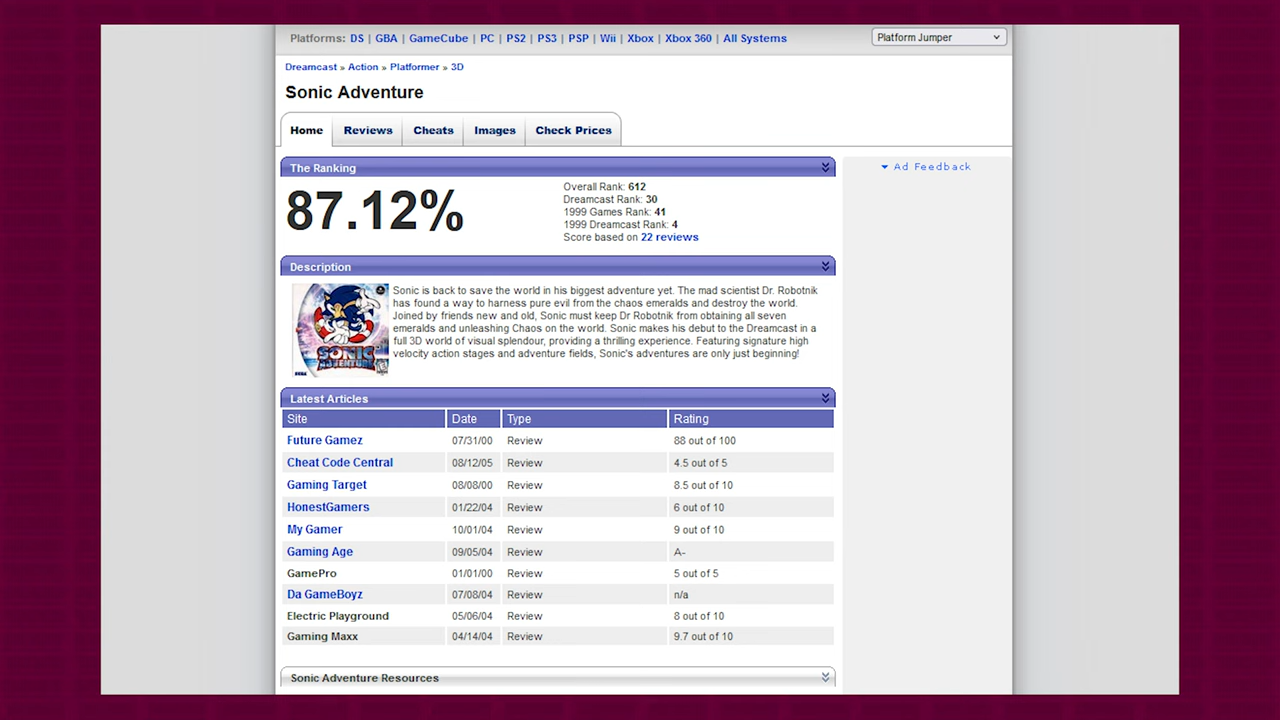 Platforms: DS | GBA | GameCube | PC | PS2 | PS3 | PSP | Wii | Xbox | Xbox 360 | All Systems
Platform Jumper
Dreamcast » Action » Platformer » 3D
Sonic Adventure
Home Reviews Cheats Images Check Prices
Ad Feedback
The Ranking
87.12%
Overall Rank: 612
Dreamcast Rank: 30
1999 Games Rank: 41
1999 Dreamcast Rank: 4
Score based on 22 reviews
Description
SONIC
ADVENTURE
SEGA
Sonic is back to save the world in his biggest adventure yet. The mad scientist Dr. Robotnik
has found a way to harness pure evil from the chaos emeralds and destroy the world.
Joined by friends new and old, Sonic must keep Dr Robotnik from obtaining all seven
emeralds and unleashing Chaos on the world. Sonic makes his debut to the Dreamcast in a
full 3D world of visual splendour, providing a thrilling experience. Featuring signature high
velocity action stages and adventure fields, Sonic's adventures are only just beginning!
Latest Articles
Site Date Type Rating
Future Gamez 07/31/00 Review 88 out of 100
Cheat Code Central 08/12/05 Review 4.5 out of 5
Gaming Target 08/08/00 Review 8.5 out of 10
HonestGamers 01/22/04 Review 6 out of 10
My Gamer 10/01/04 Review 9 out of 10
Gaming Age 09/05/04 Review A-
GamePro 01/01/00 Review 5 out of 5
Da GameBoyz 07/08/04 Review n/a
Electric Playground 05/06/04 Review 8 out of 10
Gaming Maxx 04/14/04 Review 9.7 out of 10
Sonic Adventure Resources